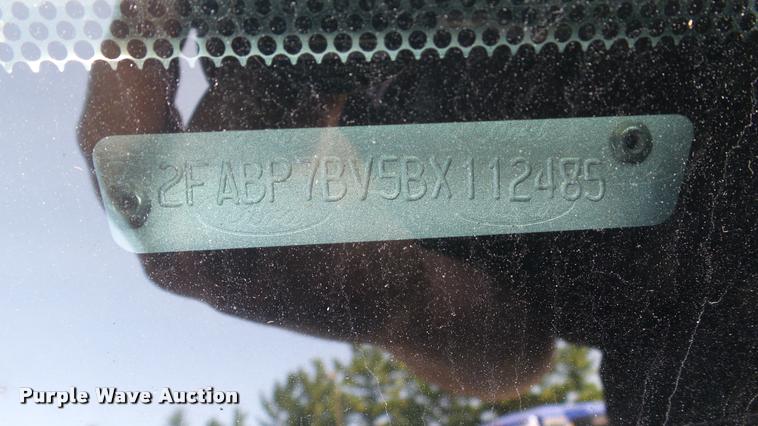 2FABP7BV5BX112485
Purple Wave Auction